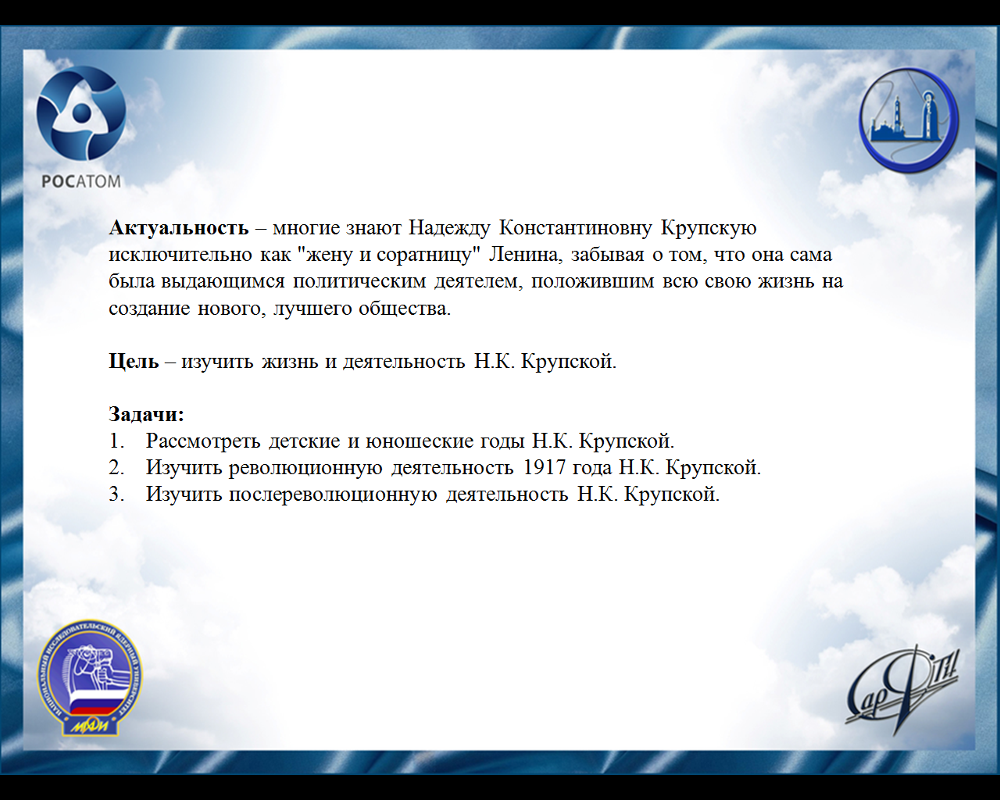 РОСАТОМ
Актуальность – многие знают Надежду Константиновну Крупскую
исключительно как "жену и соратницу" Ленина, забывая о том, что она сама
была выдающимся политическим деятелем, положившим всю свою жизнь на
создание нового, лучшего общества.
Цель – изучить жизнь и деятельность Н.К. Крупской.
Задачи:
1. Рассмотреть детские и юношеские годы Н.К. Крупской.
2. Изучить революционную деятельность 1917 года Н.К. Крупской.
3. Изучить послереволюционную деятельность Н.К. Крупской.
НАЦИОНАЛЬНЫЙ ИССЛЕДОВАТЕЛЬСКИЙ ЯДЕРНЫЙ УНИВЕРСИТЕТ
МИФИ
СарФТИ